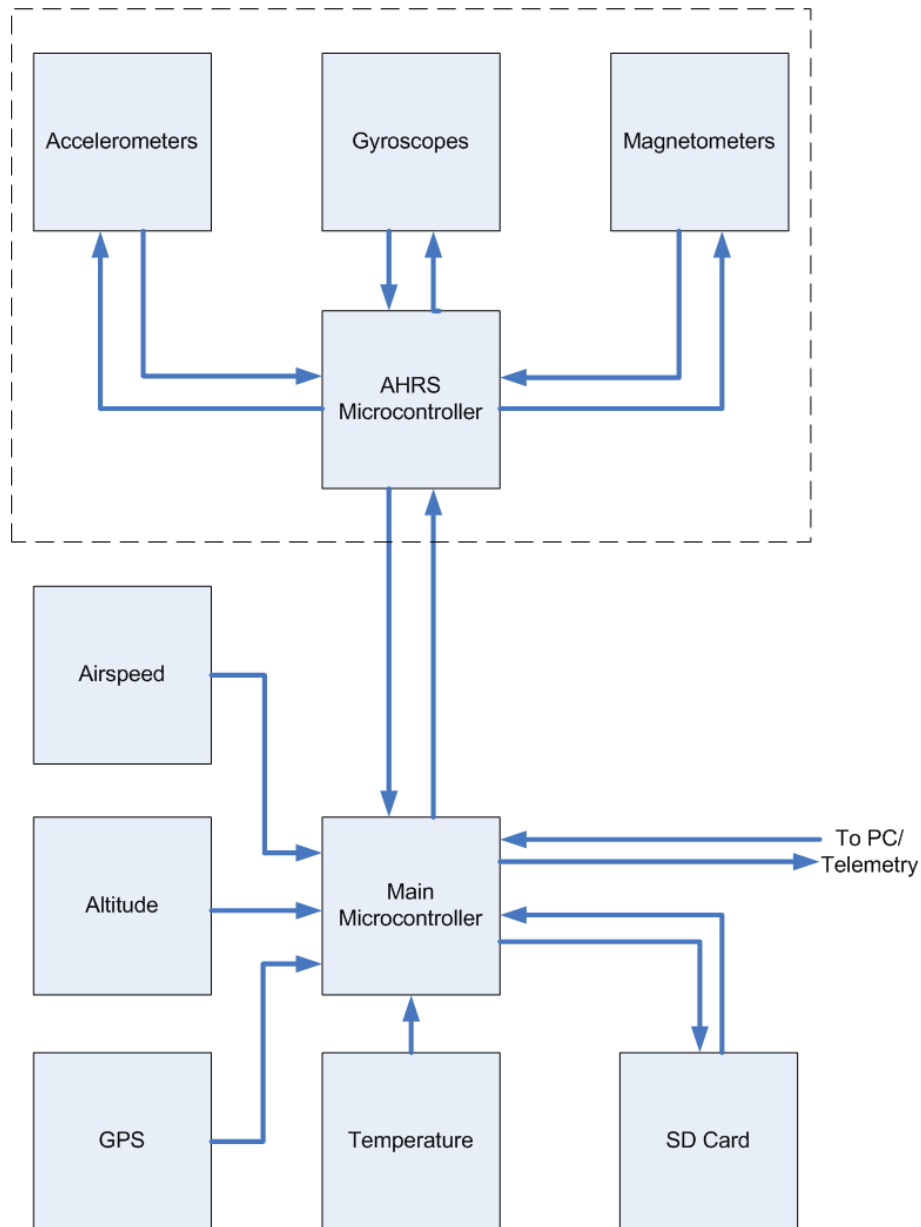 Accelerometers
Gyroscopes
Magnetometers
AHRS
Microcontroller
Airspeed
Altitude
Main
Microcontroller
To PC/
Telemetry
GPS
Temperature
SD Card